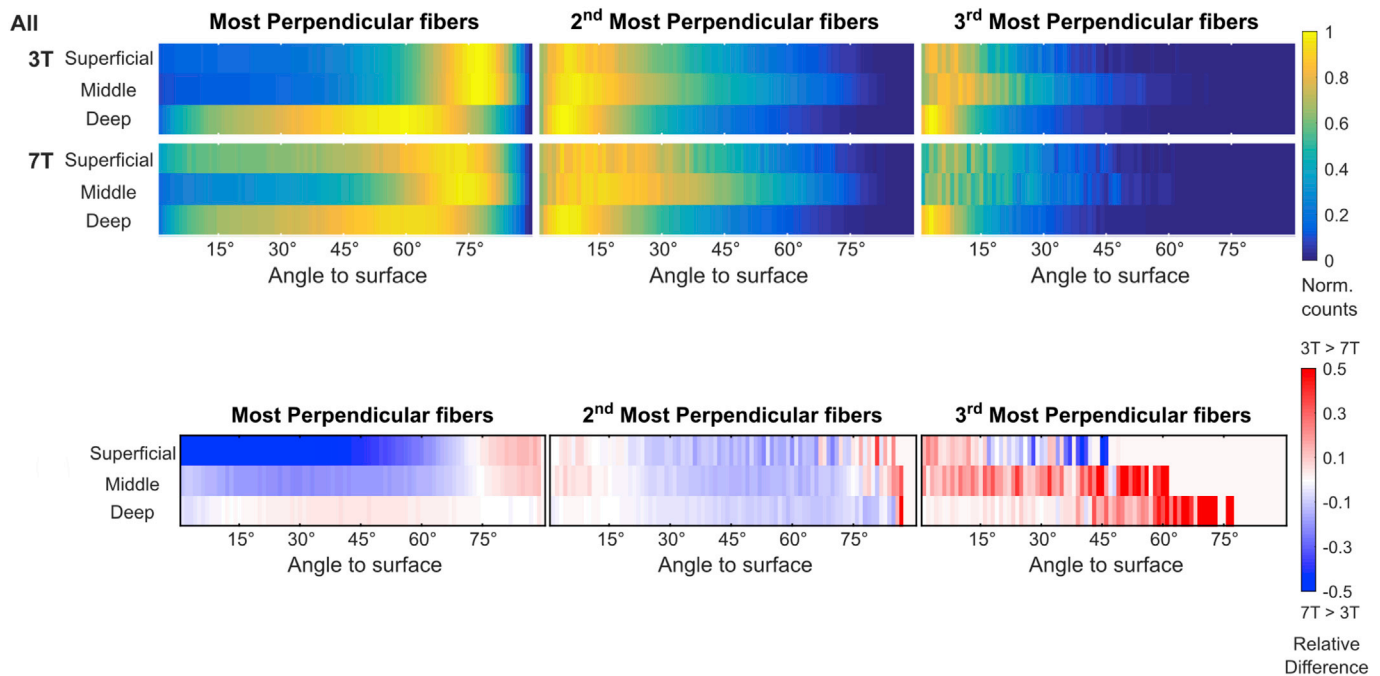 All
Most Perpendicular fibers
2nd Most Perpendicular fibers
3rd Most Perpendicular fibers
3T Superficial
Middle
Deep
7T Superficial
Middle
Deep
15° 30° 45° 60° 75°
15° 30° 45° 60° 75°
15° 30° 45° 60° 75°
Angle to surface
Angle to surface
Angle to surface
1
0.8
0.6
0.4
0.2
0
Norm.
counts
Most Perpendicular fibers
2nd Most Perpendicular fibers
3rd Most Perpendicular fibers
Superficial
Middle
Deep
15° 30° 45° 60° 75°
15° 30° 45° 60° 75°
15° 30° 45° 60° 75°
Angle to surface
Angle to surface
Angle to surface
3T > 7T
0.5
0.3
0.1
-0.1
-0.3
-0.5
7T > 3T
Relative
Difference